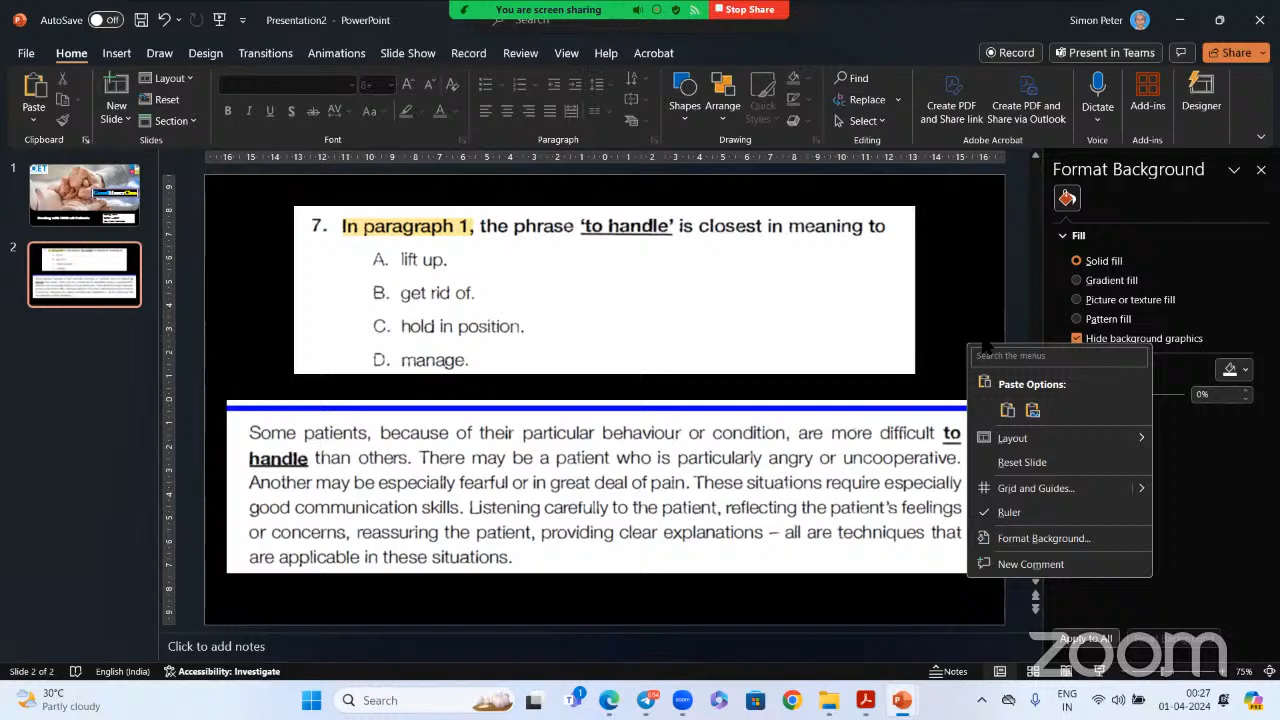 AutoSave Off Presentation2 - PowerPoint
You are screen sharing Stop Share
Search
Simon Peter
File Home Insert Draw Design Transitions Animations Slide Show Record Review View Help Acrobat
Record Present in Teams Share
Paste
Clipboard
New Slide
Layout
Reset
Section
Slides
8+
Font
Paragraph
Shapes
Arrange
Quick Styles
Drawing
Find
Replace
Select
Editing
Create PDF and Share link
Create PDF and Share via Outlook
Adobe Acrobat
Dictate
Voice
Add-ins
Add-ins
Designer
1
2
7. In paragraph 1, the phrase ‘to handle’ is closest in meaning to
A. lift up.
B. get rid of.
C. hold in position.
D. manage.
Some patients, because of their particular behaviour or condition, are more difficult to
handle than others. There may be a patient who is particularly angry or uncooperative.
Another may be especially fearful or in great deal of pain. These situations require especially
good communication skills. Listening carefully to the patient, reflecting the patient's feelings
or concerns, reassuring the patient, providing clear explanations – all are techniques that
are applicable in these situations.
Format Background
Fill
Solid fill
Gradient fill
Picture or texture fill
Pattern fill
Hide background graphics
0%
Search the menus
Paste Options:
Layout
Reset Slide
Grid and Guides...
Ruler
Format Background...
New Comment
Apply to All
zoom
Click to add notes
Slide 2 of 2 English (India) Accessibility: Investigate
Notes
75%
30°C
Partly cloudy
Search
1
694
zoom
ENG
IN
00:27
01-04-2024